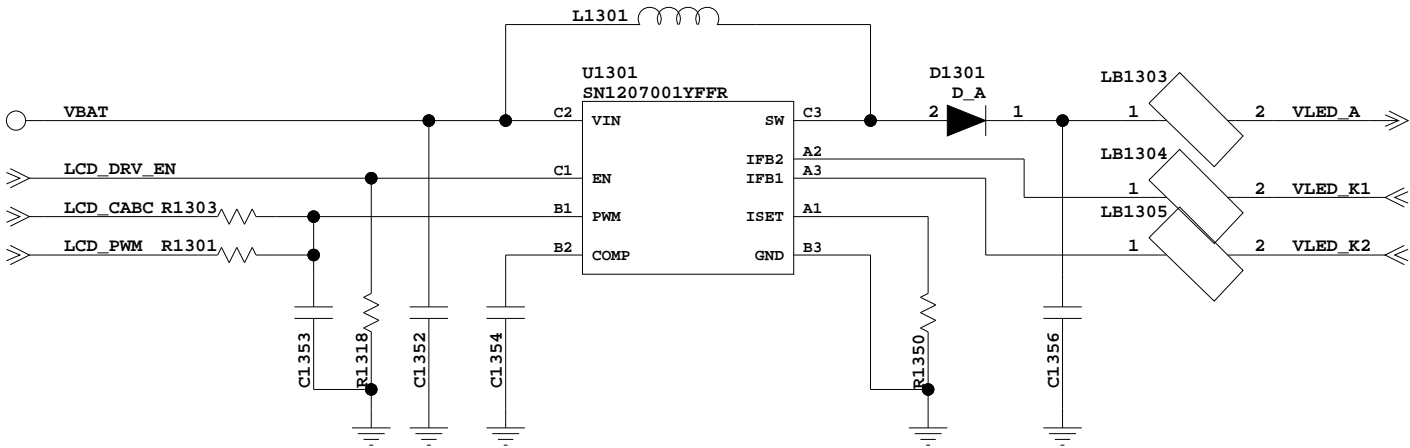 L1301
U1301
SN1207001YFFR
D1301
D_A
LB1303
VBAT
C2
VIN
SW
C3
2
1
1
2
VLED_A
A2
IFB2
LB1304
LCD_DRV_EN
C1
EN
IFB1
A3
1
2
VLED_K1
LCD_CABC
R1303
B1
PWM
ISET
A1
LB1305
LCD_PWM
R1301
B2
COMP
GND
B3
1
2
VLED_K2
C1353
R1318
C1352
C1354
R1350
C1356